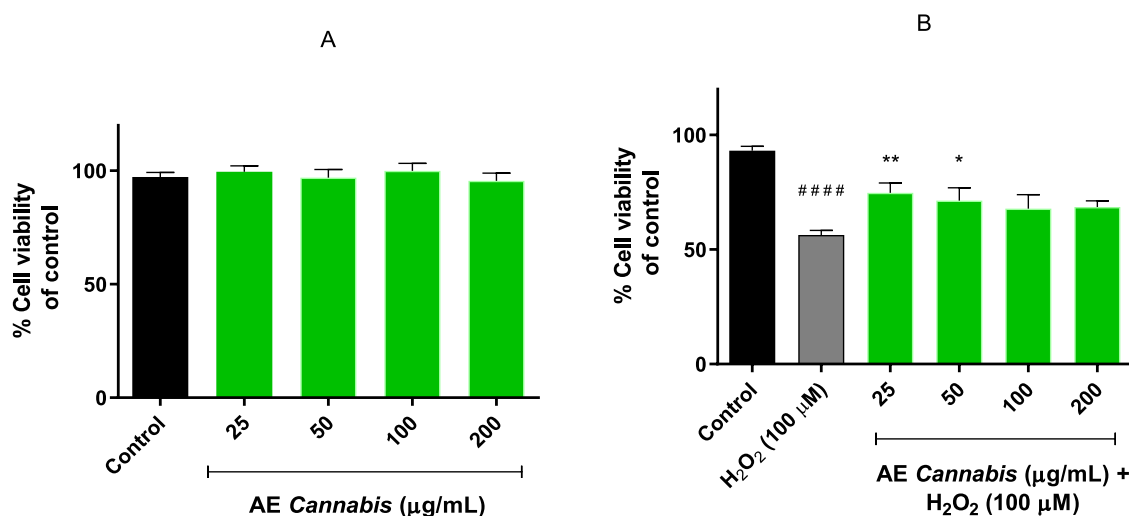 A
% Cell viability
of control
100
50
0
Control
25
50
100
200
AE Cannabis (μg/mL)
B
% Cell viability
of control
100
50
0
####
**
*
Control
H₂O₂ (100 μM)
25
50
100
200
AE Cannabis (μg/mL) +
H₂O₂ (100 μM)